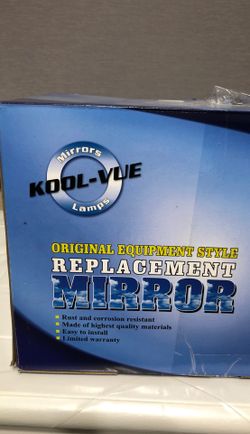 Mirrors
KOOL-VUE
Lamps
ORIGINAL EQUIPMENT STYLE
REPLACEMENT
MIRROR
Rust and corrosion resistant
Made of highest quality materials
Easy to install
Limited warranty